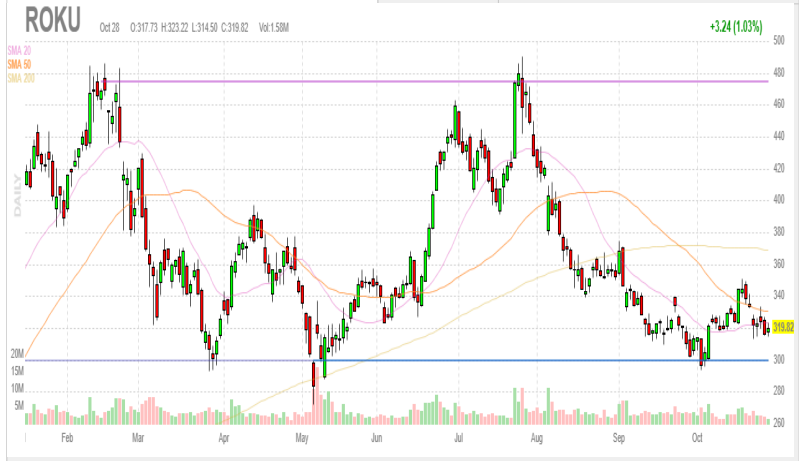 ROKU Oct 28 O:317.73 H:323.22 L:314.50 C:319.82 Vol:1.58M +3.24 (1.03%)
SMA 20
SMA 50
SMA 200
DAILY
500
480
460
440
420
400
380
360
340
319.82
300
280
260
20M
15M
10M
5M
Feb Mar Apr May Jun Jul Aug Sep Oct